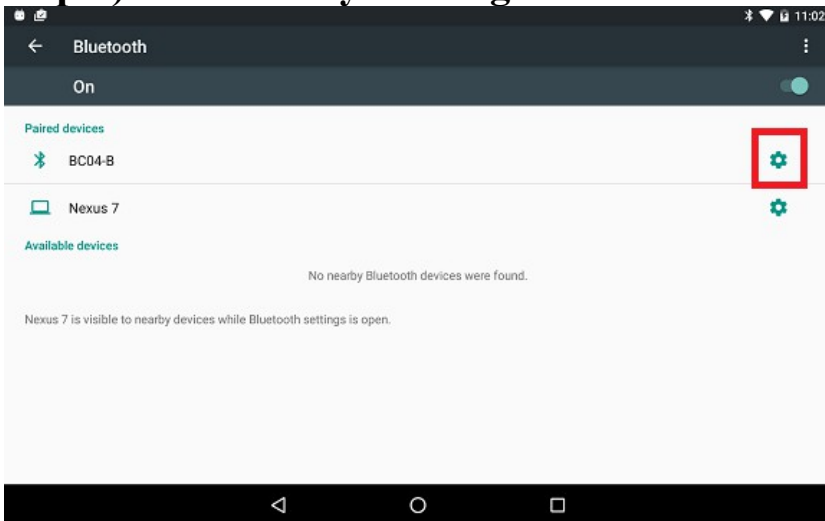 11:02
Bluetooth
On
Paired devices
BC04-B
Nexus 7
Available devices
No nearby Bluetooth devices were found.
Nexus 7 is visible to nearby devices while Bluetooth settings is open.